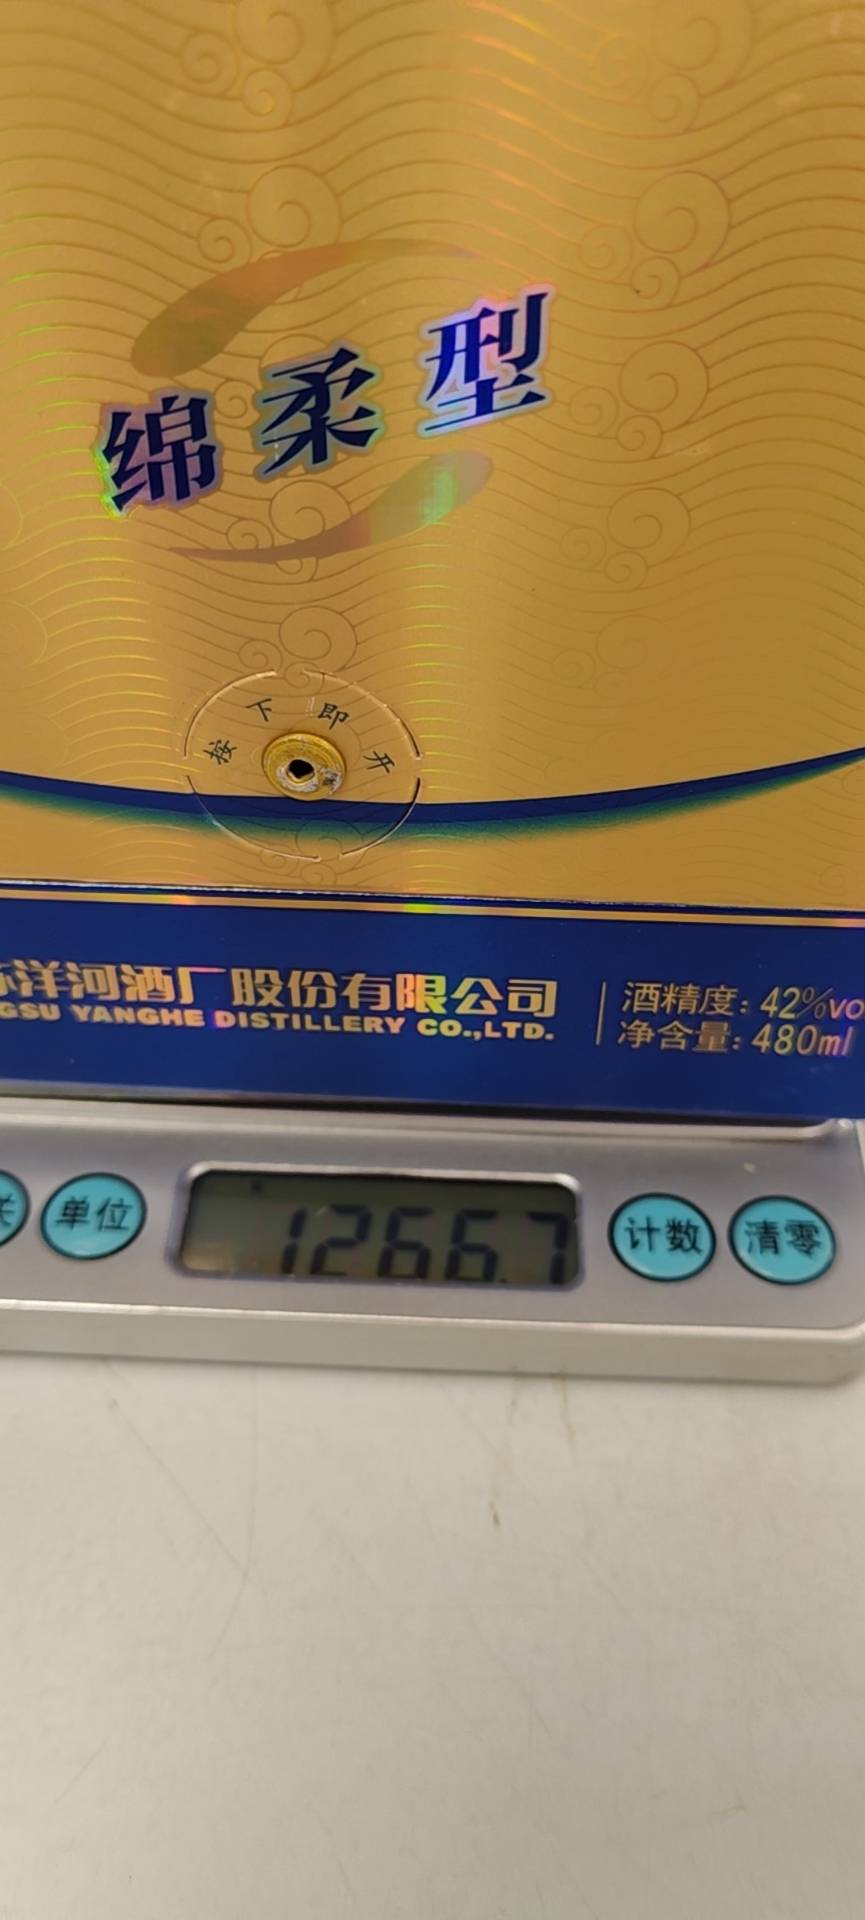 绵柔型
按下即开
洋河酒厂股份有限公司
GSU YANGHE DISTILLERY CO.,LTD.
酒精度: 42%vo
净含量: 480ml
单位
1266.7
计数
清零